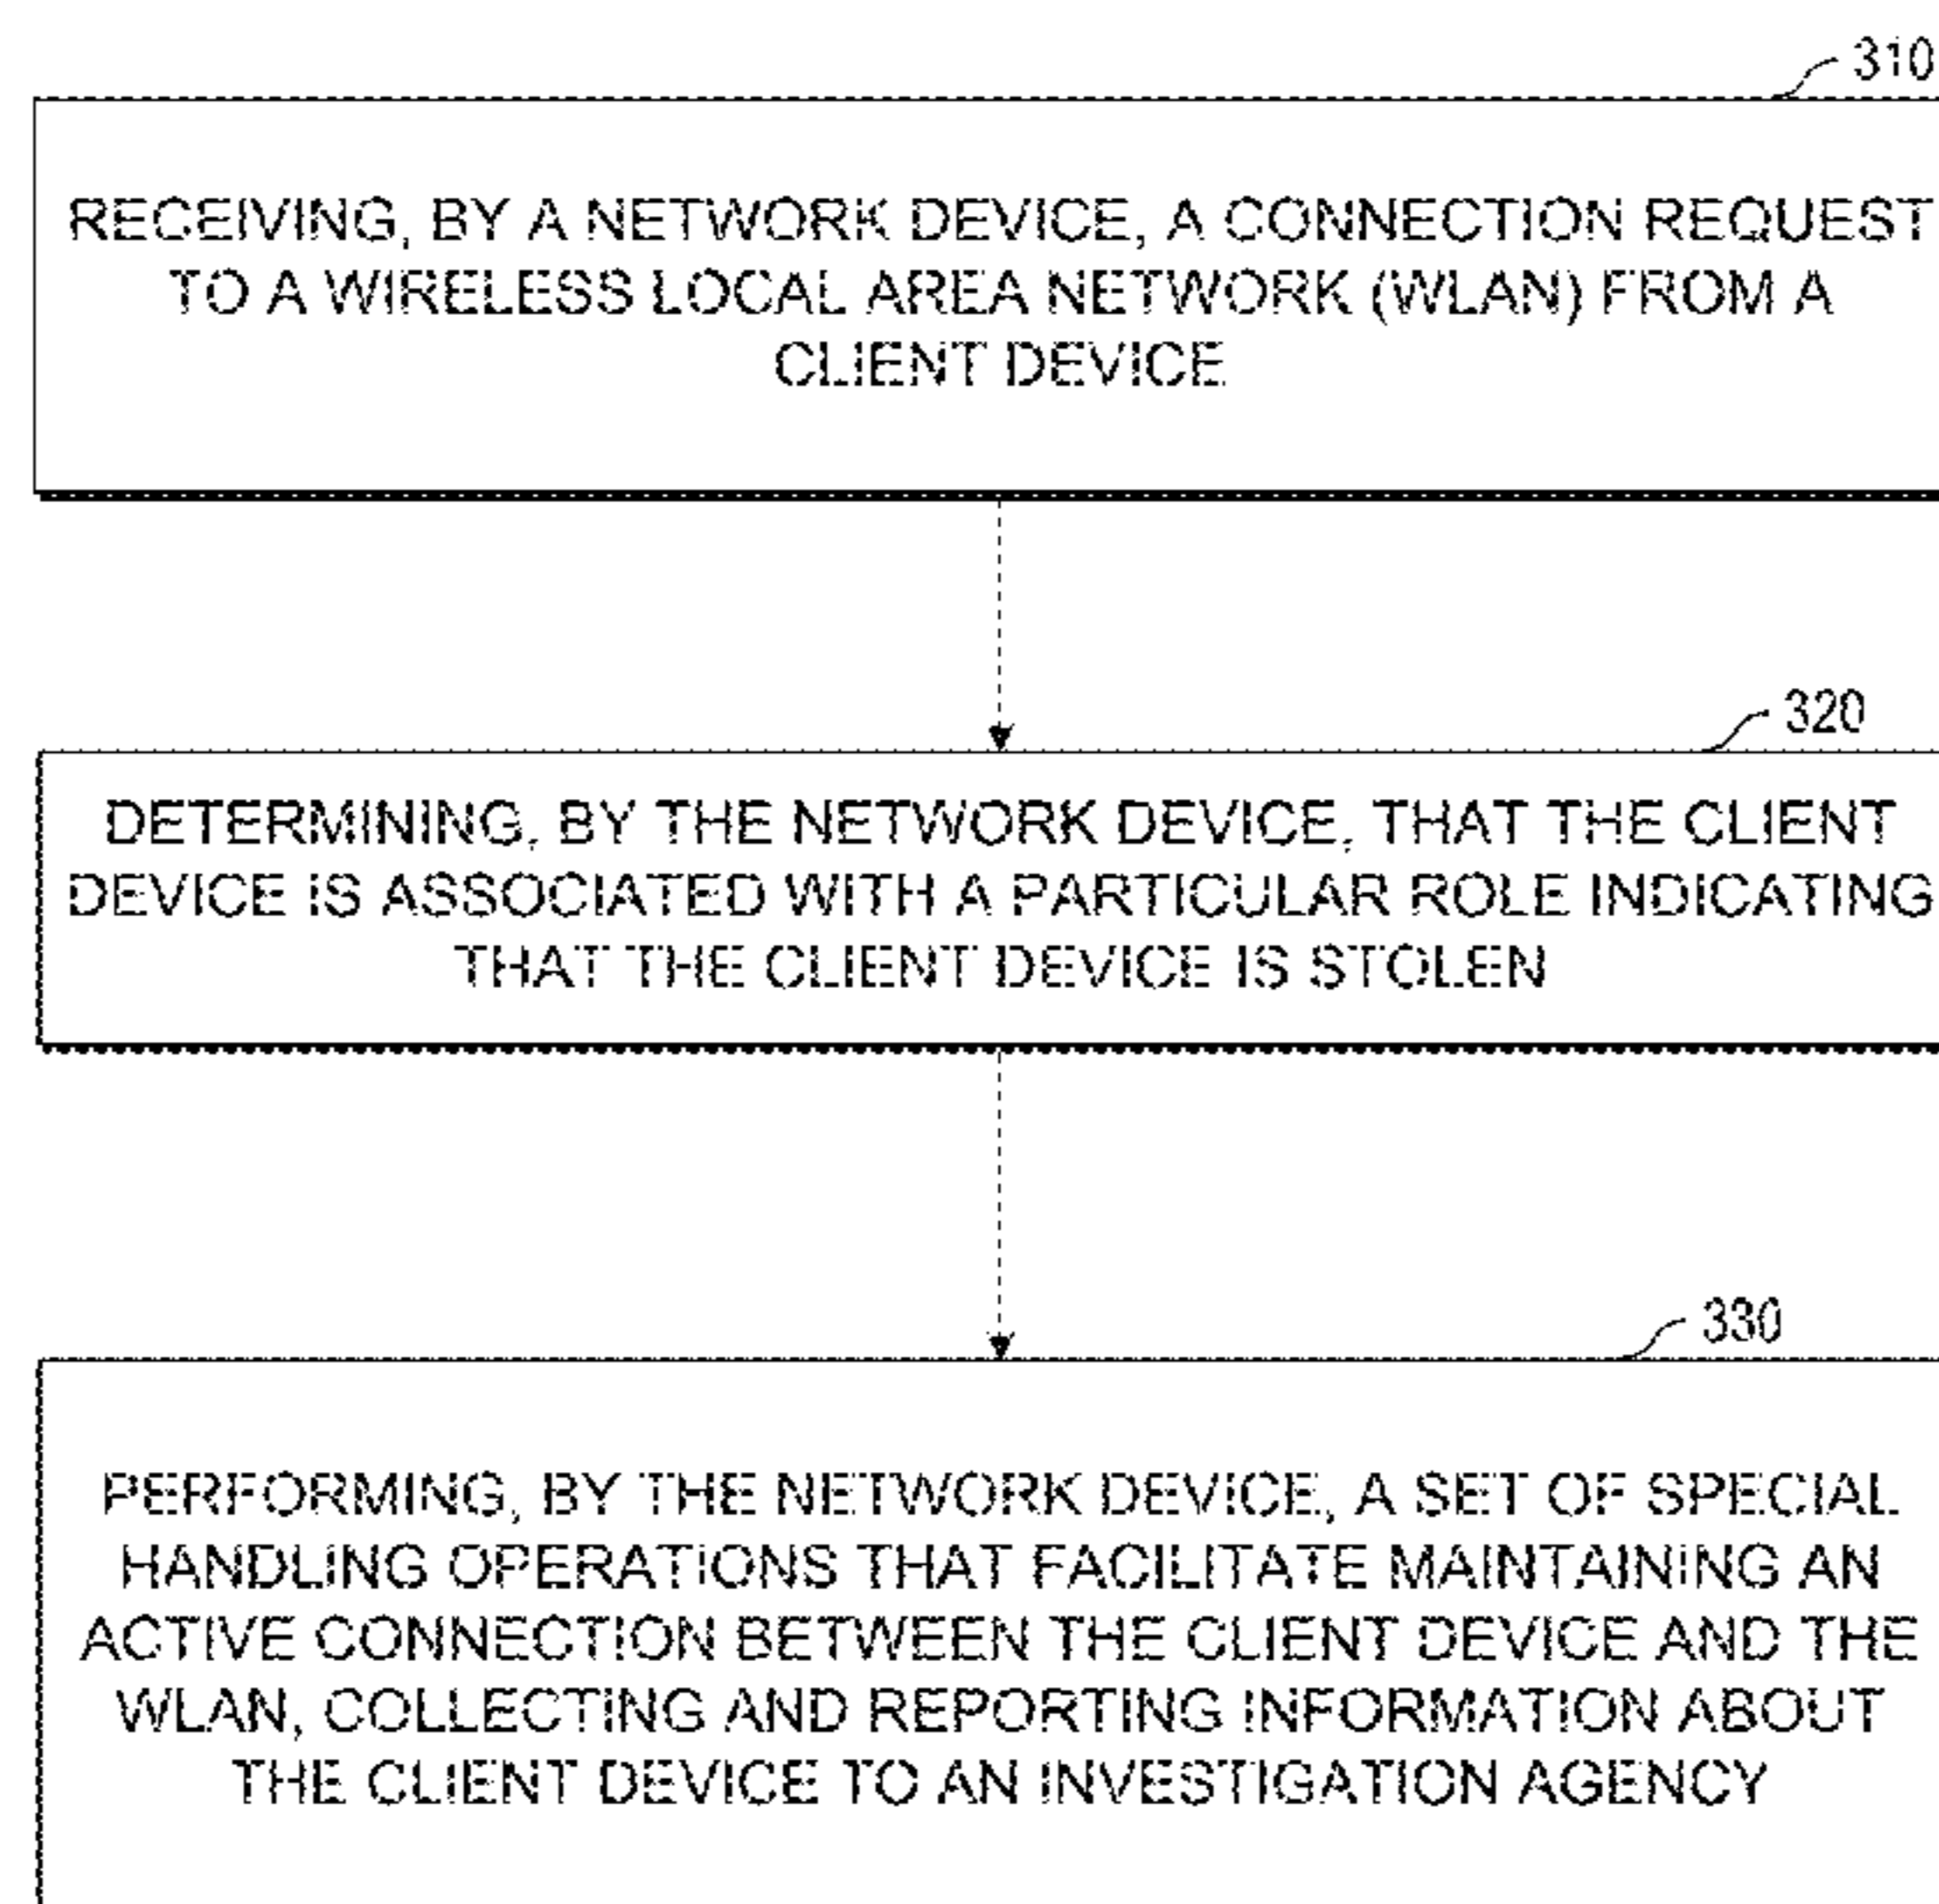 310
RECEIVING, BY A NETWORK DEVICE, A CONNECTION REQUEST
TO A WIRELESS LOCAL AREA NETWORK (WLAN) FROM A
CLIENT DEVICE
320
DETERMINING, BY THE NETWORK DEVICE, THAT THE CLIENT
DEVICE IS ASSOCIATED WITH A PARTICULAR ROLE INDICATING
THAT THE CLIENT DEVICE IS STOLEN
330
PERFORMING, BY THE NETWORK DEVICE, A SET OF SPECIAL
HANDLING OPERATIONS THAT FACILITATE MAINTAINING AN
ACTIVE CONNECTION BETWEEN THE CLIENT DEVICE AND THE
WLAN, COLLECTING AND REPORTING INFORMATION ABOUT
THE CLIENT DEVICE TO AN INVESTIGATION AGENCY